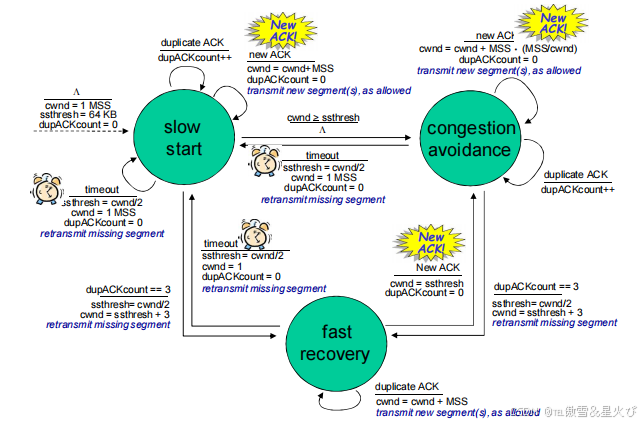 duplicate ACK
dupACKcount++
New
ACK!
new ACK
cwnd = cwnd+MSS
dupACKcount = 0
transmit new segment(s), as allowed
New
ACK!
new ACK
cwnd = cwnd + MSS · (MSS/cwnd)
dupACKcount = 0
transmit new segment(s), as allowed
Λ
cwnd = 1 MSS
ssthresh = 64 KB
dupACKcount = 0
slow
start
cwnd ≥ ssthresh
Λ
congestion
avoidance
timeout
ssthresh = cwnd/2
cwnd = 1 MSS
dupACKcount = 0
retransmit missing segment
timeout
ssthresh = cwnd/2
cwnd = 1 MSS
dupACKcount = 0
retransmit missing segment
duplicate ACK
dupACKcount++
timeout
ssthresh = cwnd/2
cwnd = 1
dupACKcount = 0
retransmit missing segment
New
ACK!
New ACK
cwnd = ssthresh
dupACKcount = 0
dupACKcount == 3
ssthresh= cwnd/2
cwnd = ssthresh + 3
retransmit missing segment
dupACKcount == 3
ssthresh= cwnd/2
cwnd = ssthresh + 3
retransmit missing segment
fast
recovery
duplicate ACK
cwnd = cwnd + MSS
transmit new segment(s), as allowed
傲雪&星火び